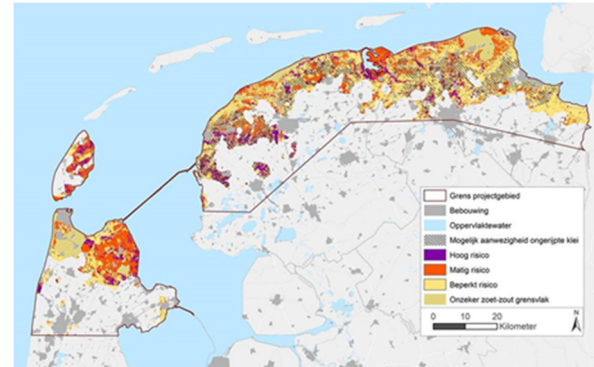 Grens projectgebied
Bebouwing
Oppervlaktewater
Mogelijk aanwezigheid ongerijpte klei
Hoog risico
Matig risico
Beperkt risico
Onzeker zoet-zout grensvlak
N
0 10 20
Kilometer